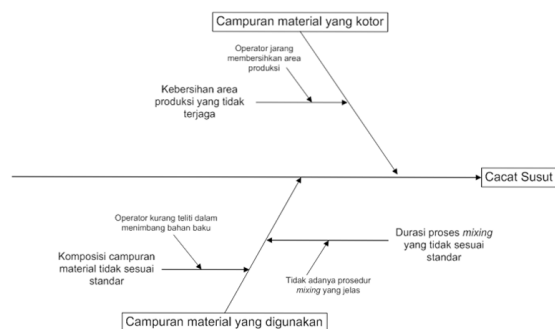 Campuran material yang kotor
Operator jarang
membersihkan area
produksi
Kebersihan area
produksi yang tidak
terjaga
Cacat Susut
Operator kurang teliti dalam
menimbang bahan baku
Komposisi campuran
material tidak sesuai
standar
Durasi proses mixing
yang tidak sesuai
standar
Tidak adanya prosedur
mixing yang jelas
Campuran material yang digunakan